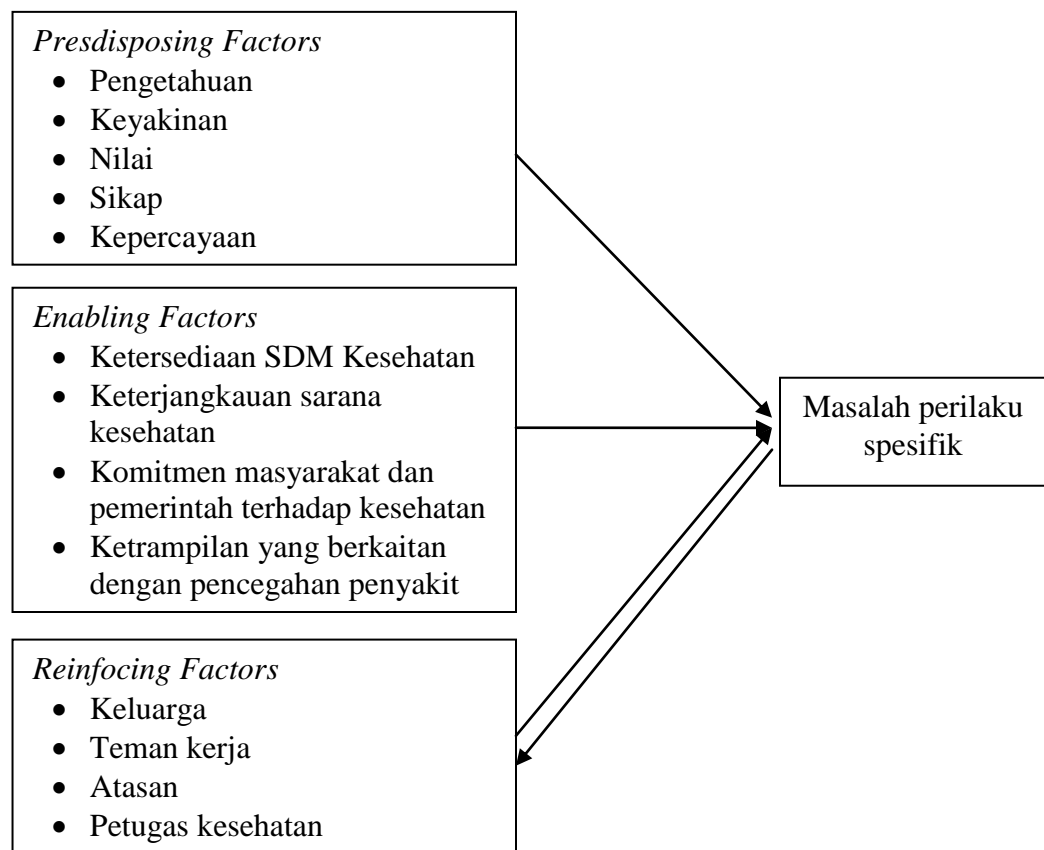 Presdisposing Factors
• Pengetahuan
• Keyakinan
• Nilai
• Sikap
• Kepercayaan
Enabling Factors
• Ketersediaan SDM Kesehatan
• Keterjangkauan sarana
kesehatan
• Komitmen masyarakat dan
pemerintah terhadap kesehatan
• Ketrampilan yang berkaitan
dengan pencegahan penyakit
Reinfocing Factors
• Keluarga
• Teman kerja
• Atasan
• Petugas kesehatan
Masalah perilaku
spesifik